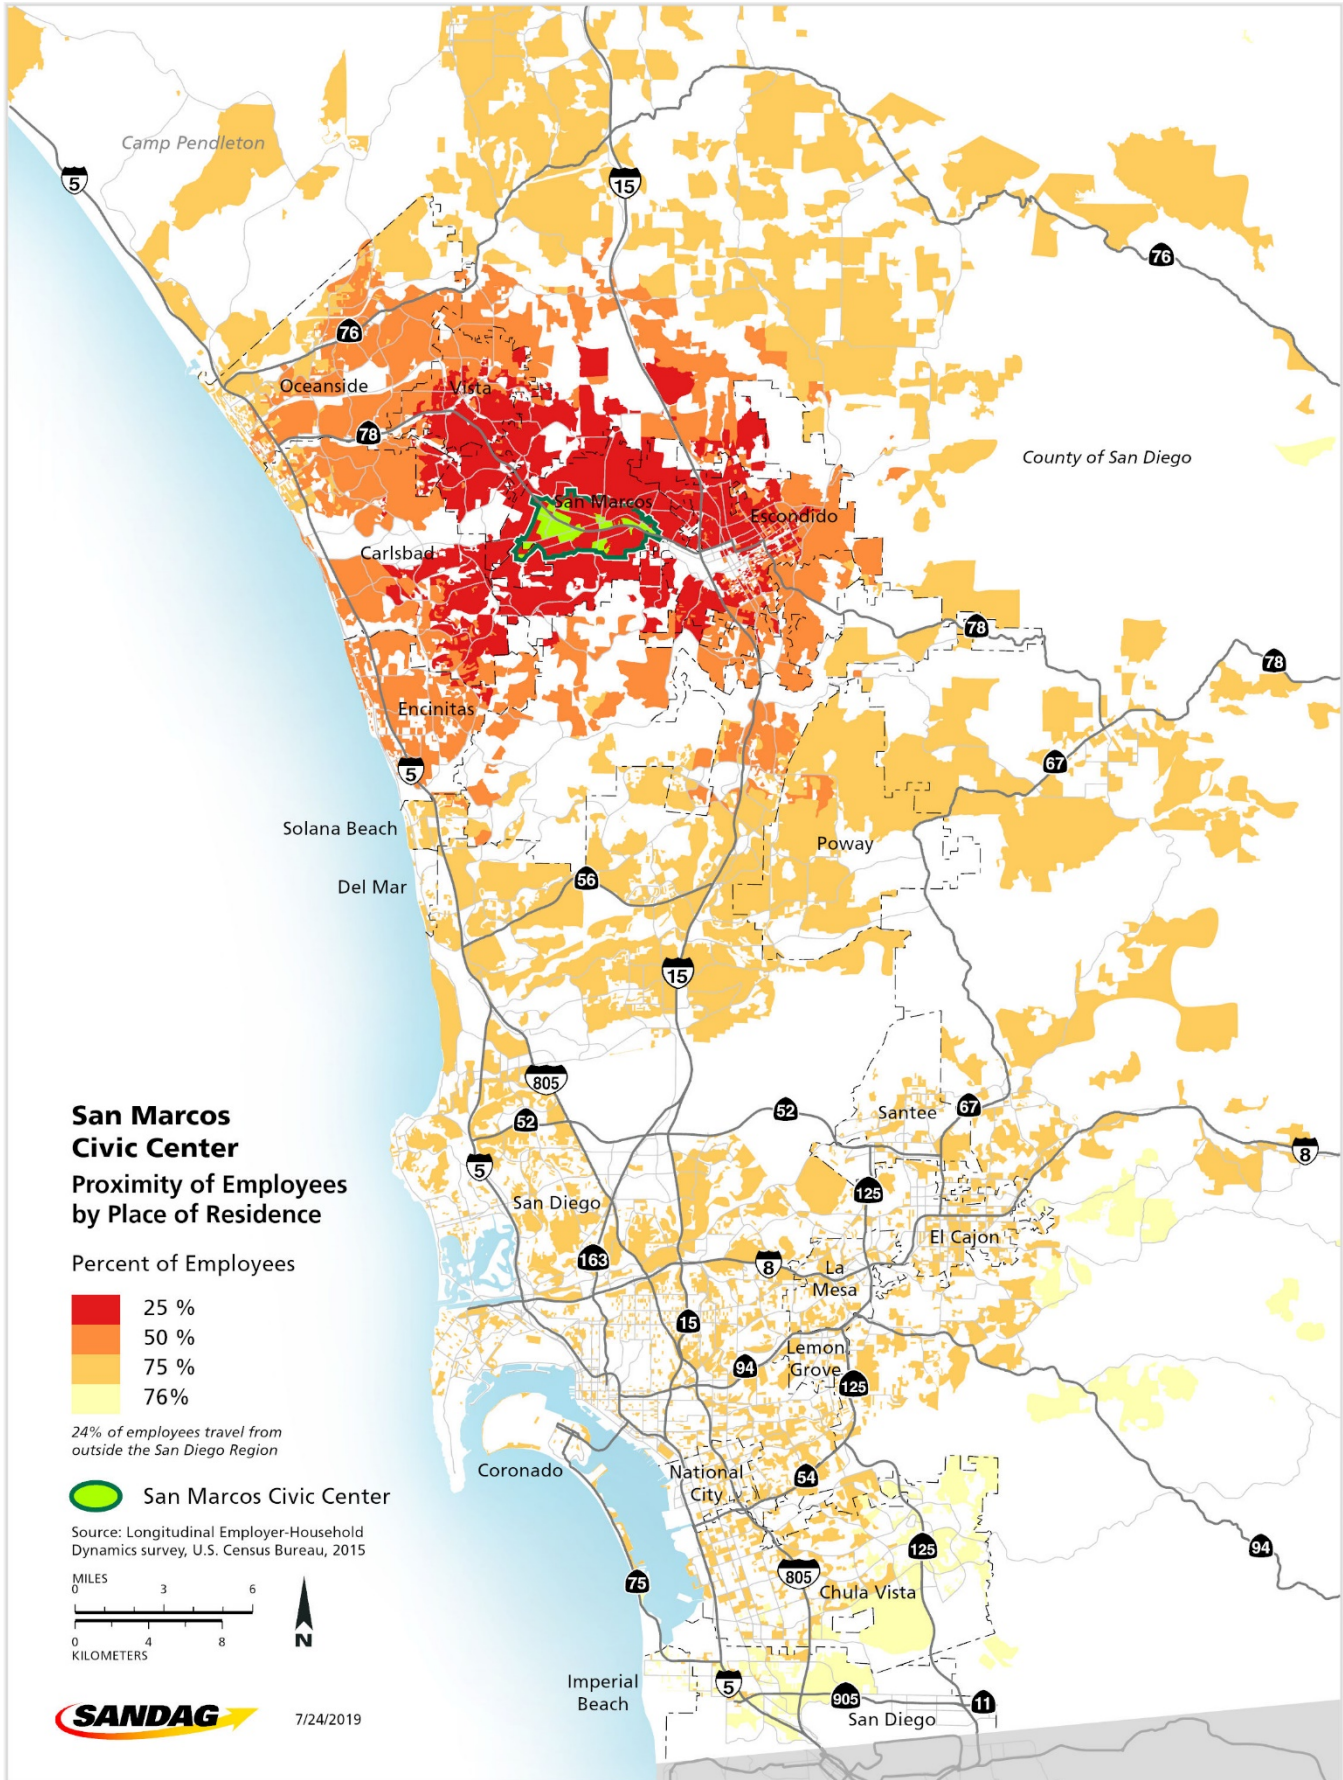 Camp Pendleton
5
15
76
76
Oceanside
Vista
78
County of San Diego
San Marcos
Escondido
Carlsbad
78
78
Encinitas
67
5
Solana Beach
Poway
Del Mar
56
15
805
52
52
Santee
67
8
5
125
San Diego
El Cajon
163
8
La
Mesa
15
Lemon
Grove
94
125
Coronado
National
City
54
125
94
75
805
Chula Vista
Imperial
Beach
5
905
11
San Diego
San Marcos
Civic Center
Proximity of Employees
by Place of Residence
Percent of Employees
25 %
50 %
75 %
76%
24% of employees travel from
outside the San Diego Region
San Marcos Civic Center
Source: Longitudinal Employer-Household
Dynamics survey, U.S. Census Bureau, 2015
MILES
0 3 6
0 4 8
KILOMETERS
N
SANDAG
7/24/2019